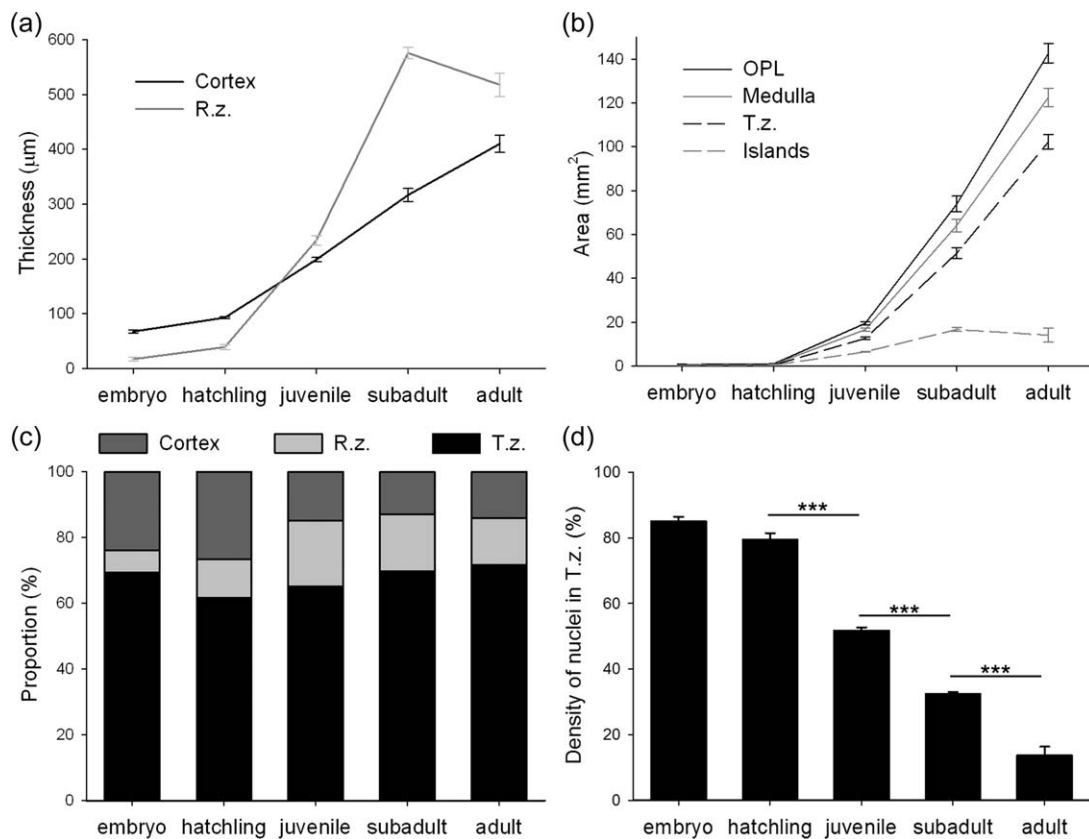 (a)
Thickness (μm)
600
500
400
300
200
100
0
Cortex
R.z.
embryo hatchling juvenile subadult adult
(b)
Area (mm²)
140
120
100
80
60
40
20
0
OPL
Medulla
T.z.
Islands
embryo hatchling juvenile subadult adult
(c)
Cortex R.z. T.z.
Proportion (%)
100
80
60
40
20
0
embryo hatchling juvenile subadult adult
(d)
Density of nuclei in T.z. (%)
100
80
60
40
20
0
***
***
***
embryo hatchling juvenile subadult adult